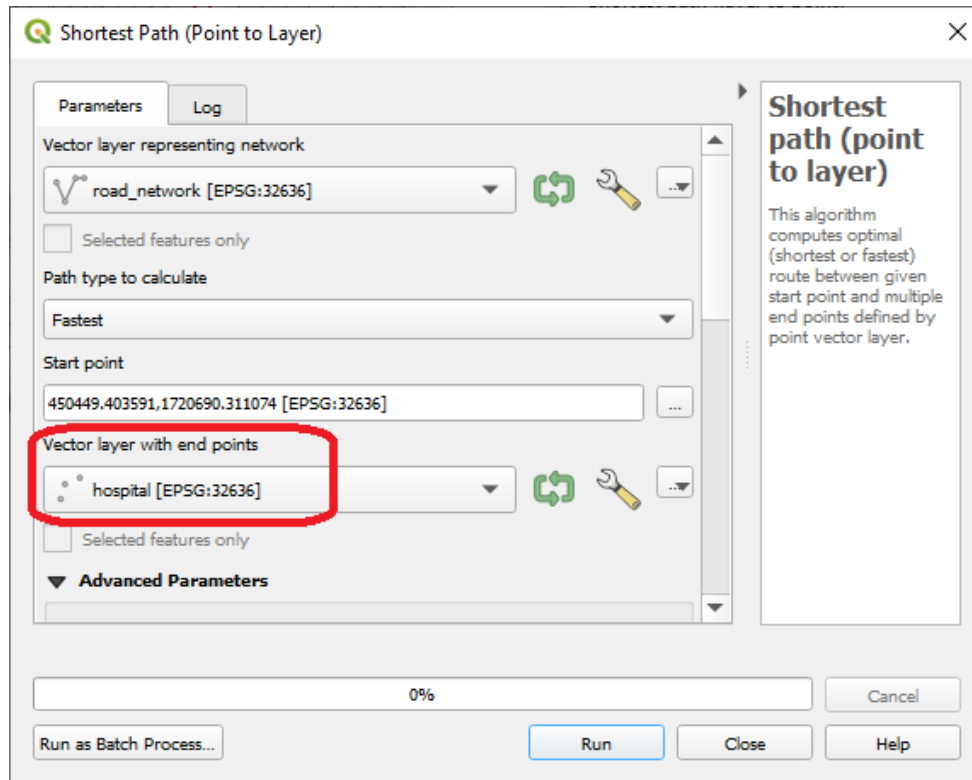 Shortest Path (Point to Layer)
Parameters
Log
Vector layer representing network
road_network [EPSG:32636]
Selected features only
Path type to calculate
Fastest
Start point
450449.403591,1720690.311074 [EPSG:32636]
...
Vector layer with end points
hospital [EPSG:32636]
Selected features only
Advanced Parameters
Shortest
path (point
to layer)
This algorithm
computes optimal
(shortest or fastest)
route between given
start point and multiple
end points defined by
point vector layer.
0%
Cancel
Run as Batch Process...
Run
Close
Help